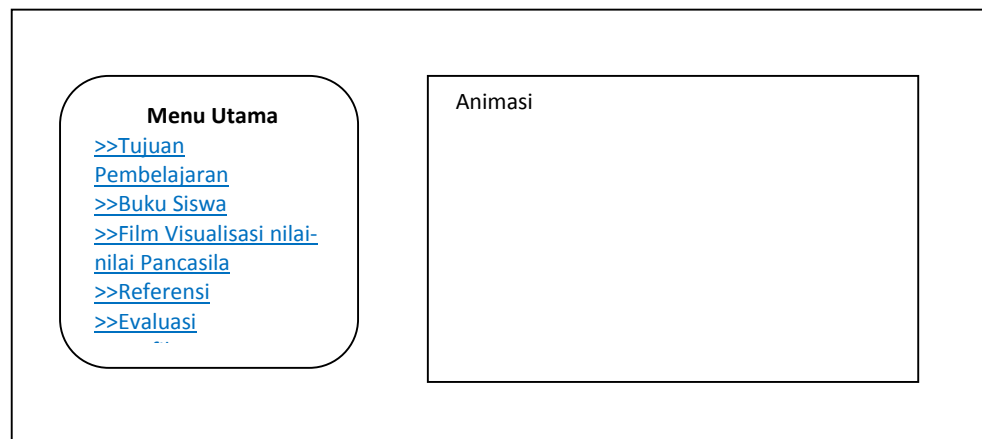 Menu Utama
>>Tujuan
Pembelajaran
>>Buku Siswa
>>Film Visualisasi nilai-
nilai Pancasila
>>Referensi
>>Evaluasi
Animasi